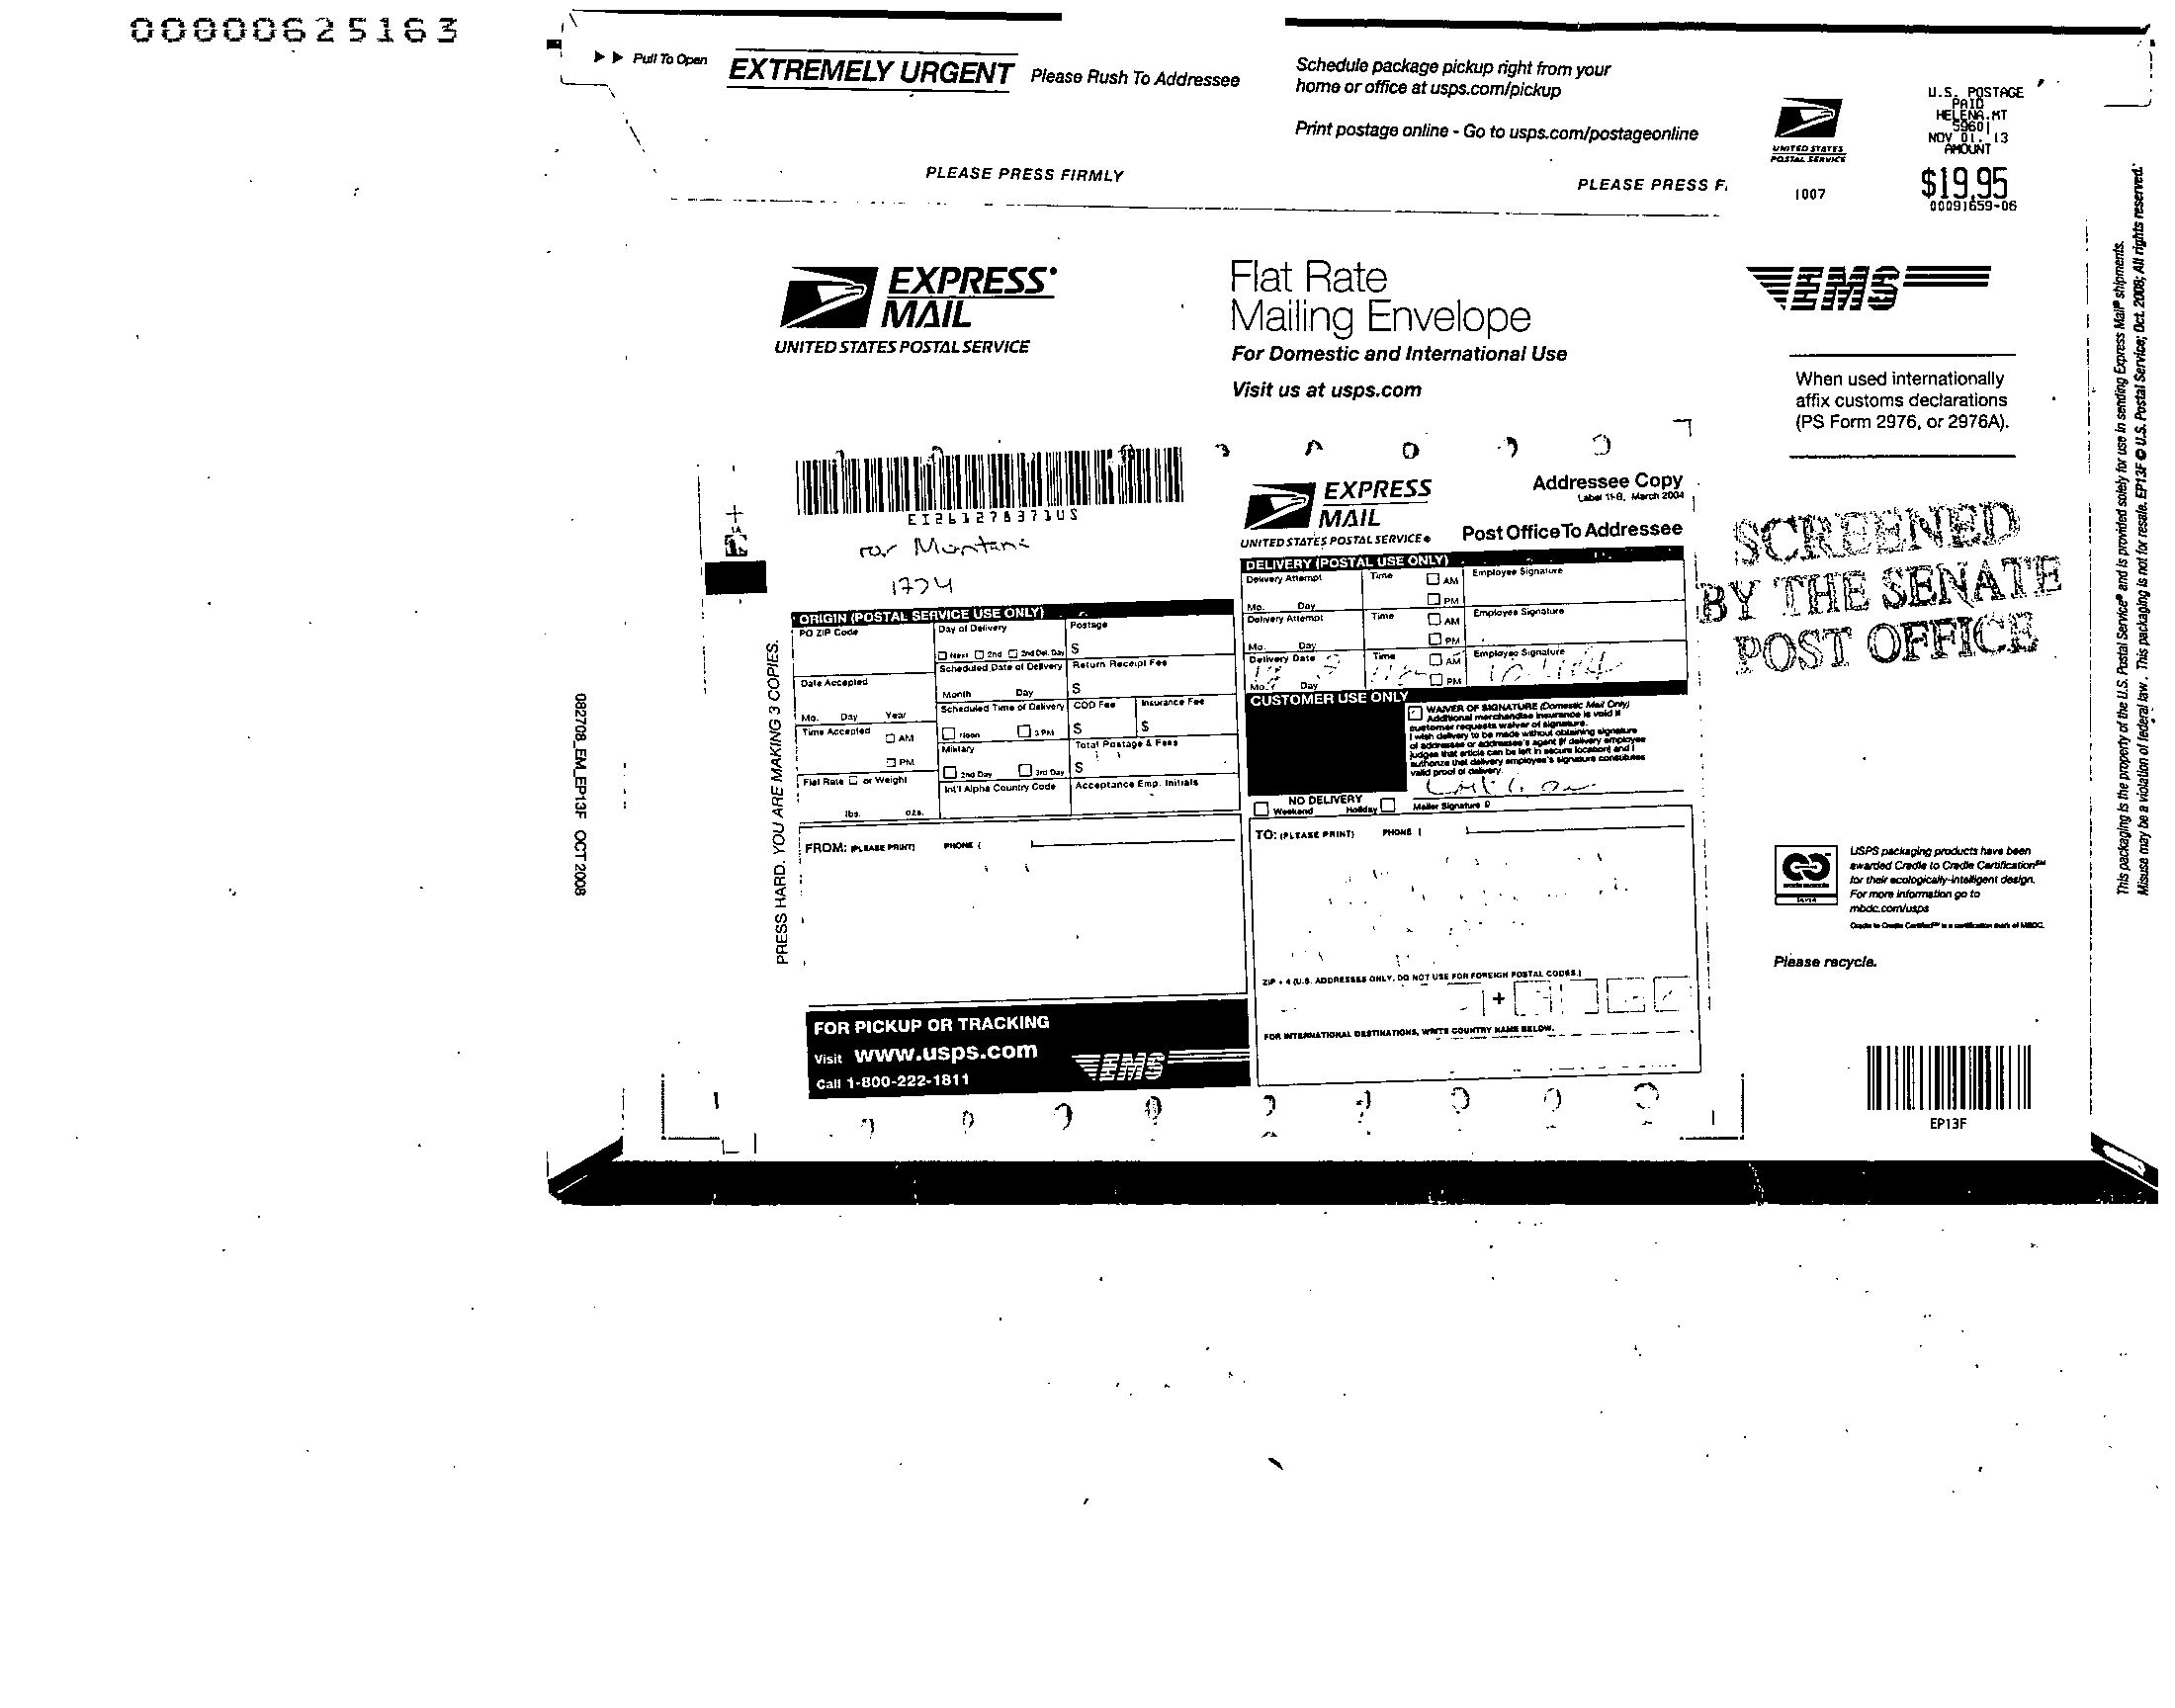 00000625163
Pull To Open
EXTREMELY URGENT Please Rush To Addressee
Schedule package pickup right from your
home or office at usps.com/pickup
Print postage online - Go to usps.com/postageonline
PLEASE PRESS FIRMLY
PLEASE PRESS F
UNITED STATES
POSTAL SERVICE
1007
U.S. POSTAGE
PAID
HELENA.MT
59601
NOV 01. 13
AMOUNT
$19.95
00091659-06
EXPRESS
MAIL
UNITED STATES POSTAL SERVICE
Flat Rate
Mailing Envelope
For Domestic and International Use
Visit us at usps.com
EMS
When used internationally
affix customs declarations
(PS Form 2976, or 2976A).
EI261278371US
Montana
1724
EXPRESS
MAIL
UNITED STATES POSTAL SERVICE®
Addressee Copy
Label 11-B, March 2004
Post Office To Addressee
SCREENED
BY THE SENATE
POST OFFICE
ORIGIN (POSTAL SERVICE USE ONLY)
PO ZIP Code
Day of Delivery
Postage
Next 2nd 2nd Del. Day
$
Scheduled Date of Delivery
Return Receipt Fee
Date Accepted
Month Day
$
Mo. Day Year
Scheduled Time of Delivery
COD Fee
Insurance Fee
Time Accepted
AM
Noon 3 PM
$
$
PM
Military
Total Postage & Fees
2nd Day 3rd Day
$
Flat Rate or Weight
Int'l Alpha Country Code
Acceptance Emp. Initials
lbs. ozs.
DELIVERY (POSTAL USE ONLY)
Delivery Attempt Time AM Employee Signature
Mo. Day PM
Delivery Attempt Time AM Employee Signature
Mo. Day PM
Delivery Date Time AM Employee Signature
Mo. Day PM
CUSTOMER USE ONLY
WAIVER OF SIGNATURE (Domestic Mail Only)
Additional merchandise insurance is void if
customer requests waiver of signature.
I wish delivery to be made without obtaining signature
of addressee or addressee's agent (if delivery employee
judges that article can be left in secure location) and I
authorize that delivery employee's signature constitutes
valid proof of delivery.
NO DELIVERY
Weekend Holiday
Mailer Signature
FROM: (PLEASE PRINT) PHONE (
TO: (PLEASE PRINT) PHONE (
ZIP + 4 (U.S. ADDRESSES ONLY. DO NOT USE FOR FOREIGN POSTAL CODES.)
+
FOR INTERNATIONAL DESTINATIONS, WRITE COUNTRY NAME BELOW.
FOR PICKUP OR TRACKING
Visit www.usps.com
Call 1-800-222-1811
EMS
PRESS HARD. YOU ARE MAKING 3 COPIES.
082708_EM_EP13F OCT 2008
USPS packaging products have been
awarded Cradle to Cradle Certification℠
for their ecologically-intelligent design.
For more information go to
mbdc.com/usps
Cradle to Cradle Certified℠ is a certification mark of MBDC.
Please recycle.
EP13F
This packaging is the property of the U.S. Postal Service® and is provided solely for use in sending Express Mail® shipments.
Misuse may be a violation of federal law. This packaging is not for resale. EP13F © U.S. Postal Service; Oct. 2008; All rights reserved.